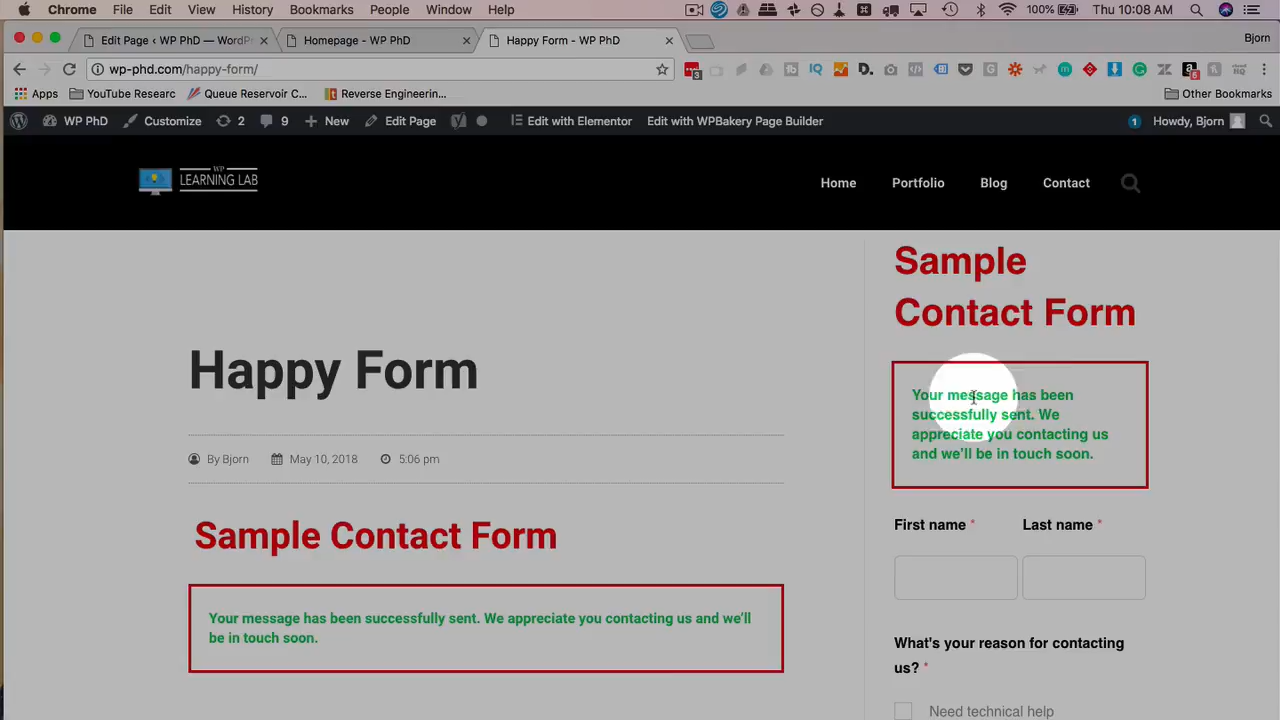 Chrome File Edit View History Bookmarks People Window Help 100% Thu 10:08 AM
Edit Page ‹ WP PhD — WordP
Homepage - WP PhD
Happy Form - WP PhD
Bjorn
wp-phd.com/happy-form/
Apps YouTube Researc Queue Reservoir C... Reverse Engineerin... Other Bookmarks
WP PhD Customize 2 9 New Edit Page Edit with Elementor Edit with WPBakery Page Builder 1 Howdy, Bjorn
WP
LEARNING LAB
Home Portfolio Blog Contact
Happy Form
By Bjorn May 10, 2018 5:06 pm
Sample Contact Form
Your message has been successfully sent. We appreciate you contacting us and we'll
be in touch soon.
Sample
Contact Form
Your message has been
successfully sent. We
appreciate you contacting us
and we'll be in touch soon.
First name * Last name *
What's your reason for contacting
us? *
Need technical help